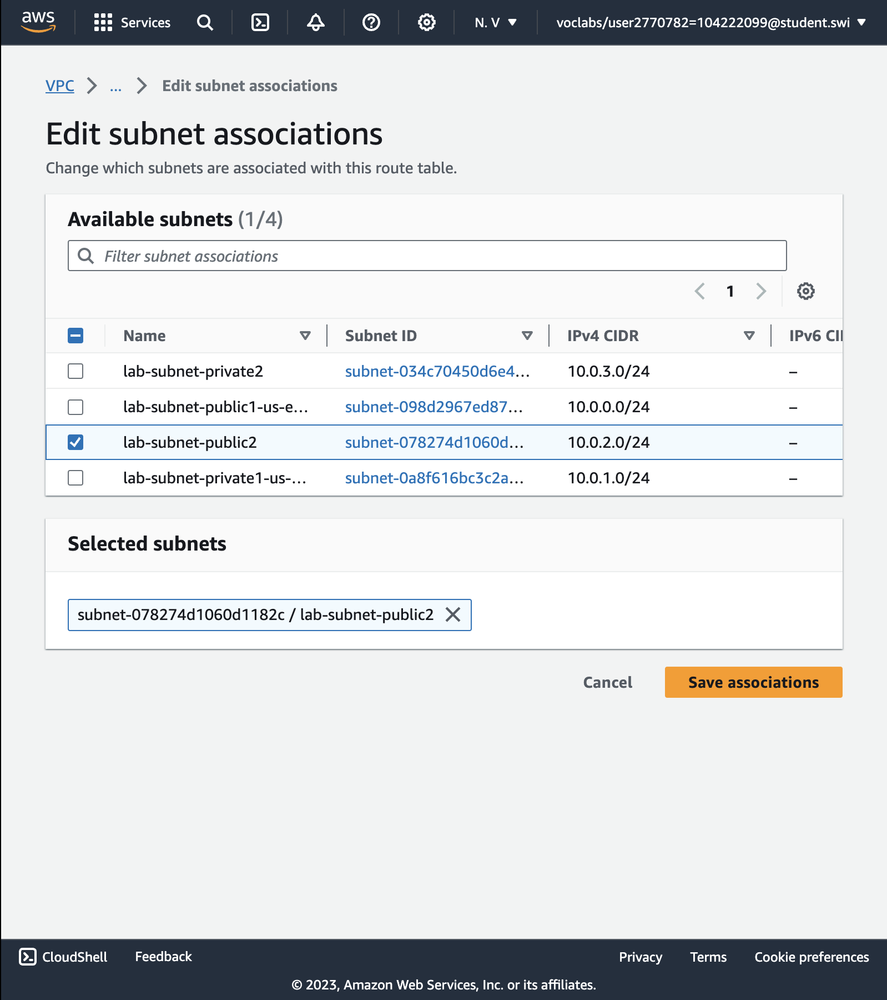 aws Services N. V voclabs/user2770782=104222099@student.swi
VPC ... Edit subnet associations
Edit subnet associations
Change which subnets are associated with this route table.
Available subnets (1/4)
Filter subnet associations
1
Name Subnet ID IPv4 CIDR IPv6 CI
lab-subnet-private2 subnet-034c70450d6e4... 10.0.3.0/24 –
lab-subnet-public1-us-e... subnet-098d2967ed87... 10.0.0.0/24 –
lab-subnet-public2 subnet-078274d1060d... 10.0.2.0/24 –
lab-subnet-private1-us-... subnet-0a8f616bc3c2a... 10.0.1.0/24 –
Selected subnets
subnet-078274d1060d1182c / lab-subnet-public2
Cancel Save associations
CloudShell Feedback Privacy Terms Cookie preferences
© 2023, Amazon Web Services, Inc. or its affiliates.